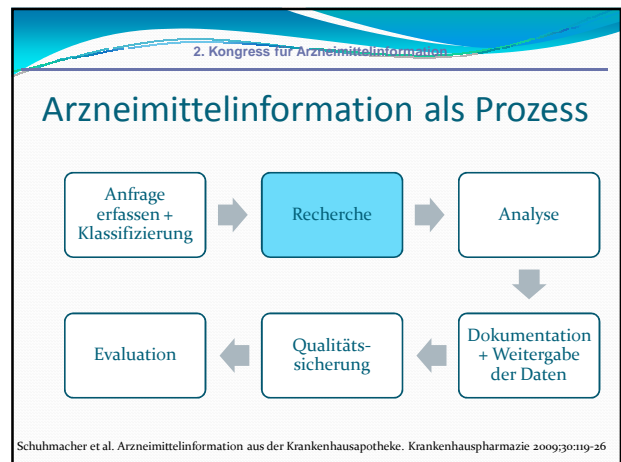 2. Kongress für Arzneimittelinformation
Arzneimittelinformation als Prozess
Anfrage
erfassen +
Klassifizierung
Recherche
Analyse
Dokumentation
+ Weitergabe
der Daten
Qualitäts-
sicherung
Evaluation
Schuhmacher et al. Arzneimittelinformation aus der Krankenhausapotheke. Krankenhauspharmazie 2009;30:119-26